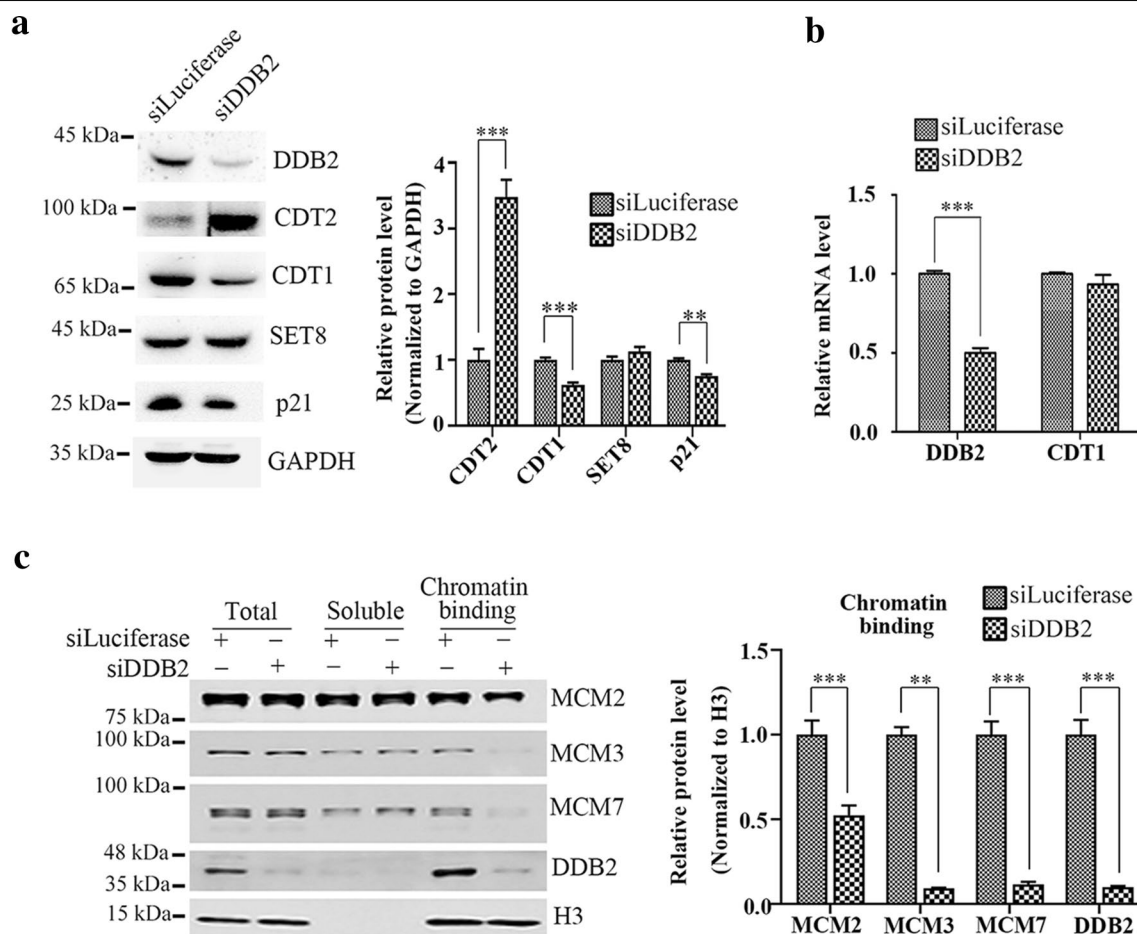 a
siLuciferase
siDDB2
45 kDa
DDB2
100 kDa
CDT2
65 kDa
CDT1
45 kDa
SET8
25 kDa
p21
35 kDa
GAPDH
Relative protein level
(Normalized to GAPDH)
4
3
2
1
0
***
***
**
siLuciferase
siDDB2
CDT2
CDT1
SET8
p21
b
siLuciferase
siDDB2
Relative mRNA level
1.5
1.0
0.5
0.0
***
DDB2
CDT1
c
Total
Soluble
Chromatin
binding
siLuciferase + − + − + −
siDDB2 − + − + − +
MCM2
75 kDa
100 kDa
MCM3
100 kDa
MCM7
48 kDa
DDB2
35 kDa
15 kDa
H3
Chromatin
binding
siLuciferase
siDDB2
Relative protein level
(Normalized to H3)
1.5
1.0
0.5
0.0
***
**
***
***
MCM2
MCM3
MCM7
DDB2